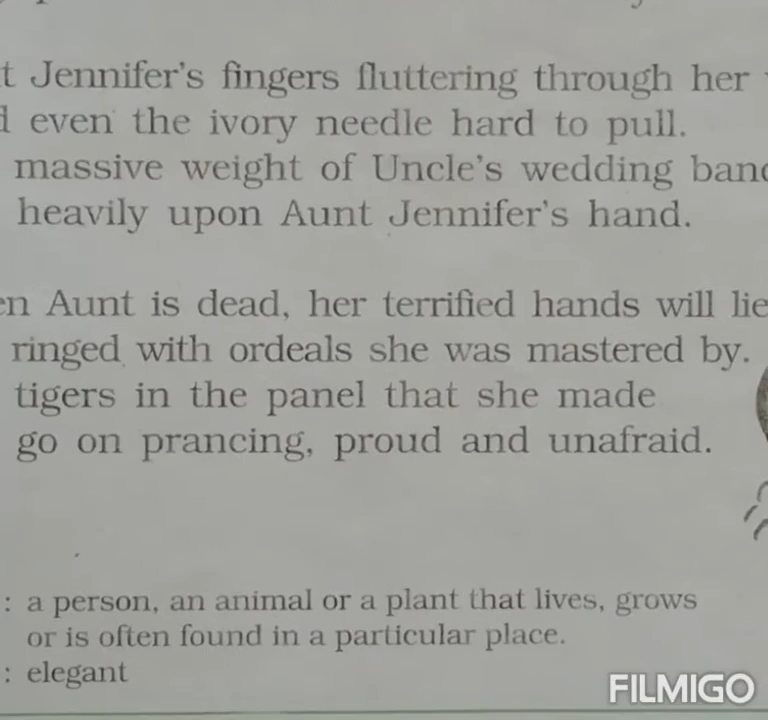 Jennifer's fingers fluttering through her
even the ivory needle hard to pull.
massive weight of Uncle's wedding band
heavily upon Aunt Jennifer's hand.
Aunt is dead, her terrified hands will lie
ringed with ordeals she was mastered by.
tigers in the panel that she made
go on prancing, proud and unafraid.
: a person, an animal or a plant that lives, grows
or is often found in a particular place.
: elegant
FILMIGO